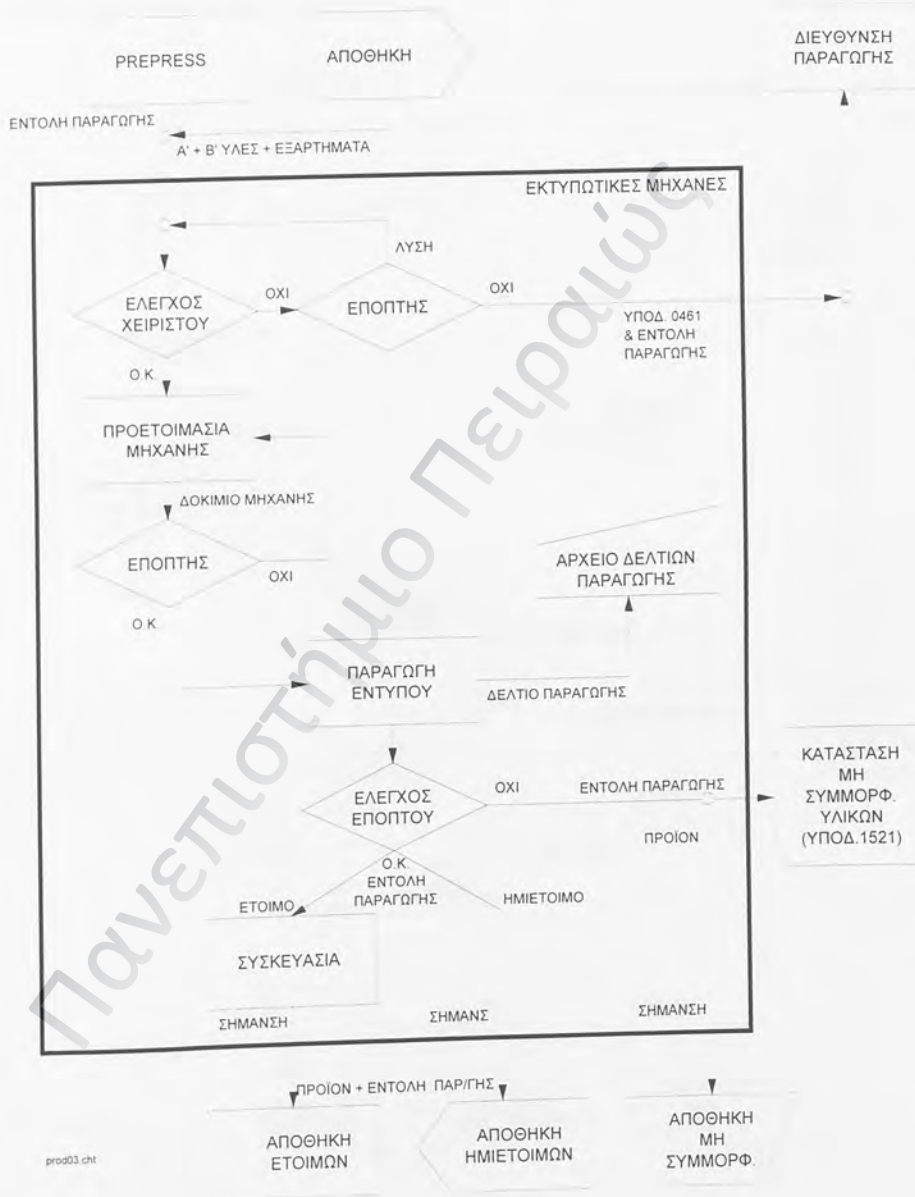 PREPRESS
ΑΠΟΘΗΚΗ
ΔΙΕΥΘΥΝΣΗ
ΠΑΡΑΓΩΓΗΣ
ΕΝΤΟΛΗ ΠΑΡΑΓΩΓΗΣ
Α' + Β' ΥΛΕΣ + ΕΞΑΡΤΗΜΑΤΑ
ΕΚΤΥΠΩΤΙΚΕΣ ΜΗΧΑΝΕΣ
ΛΥΣΗ
ΕΛΕΓΧΟΣ
ΧΕΙΡΙΣΤΟΥ
ΟΧΙ
ΕΠΟΠΤΗΣ
ΟΧΙ
ΥΠΟΔ. 0461
& ΕΝΤΟΛΗ
ΠΑΡΑΓΩΓΗΣ
Ο.Κ.
ΠΡΟΕΤΟΙΜΑΣΙΑ
ΜΗΧΑΝΗΣ
ΔΟΚΙΜΙΟ ΜΗΧΑΝΗΣ
ΕΠΟΠΤΗΣ
ΟΧΙ
Ο.Κ.
ΑΡΧΕΙΟ ΔΕΛΤΙΩΝ
ΠΑΡΑΓΩΓΗΣ
ΠΑΡΑΓΩΓΗ
ΕΝΤΥΠΟΥ
ΔΕΛΤΙΟ ΠΑΡΑΓΩΓΗΣ
ΕΛΕΓΧΟΣ
ΕΠΟΠΤΟΥ
ΟΧΙ
ΕΝΤΟΛΗ ΠΑΡΑΓΩΓΗΣ
ΠΡΟΪΟΝ
ΚΑΤΑΣΤΑΣΗ
ΜΗ
ΣΥΜΜΟΡΦ.
ΥΛΙΚΩΝ
(ΥΠΟΔ.1521)
Ο.Κ.
ΕΝΤΟΛΗ
ΠΑΡΑΓΩΓΗΣ
ΕΤΟΙΜΟ
ΗΜΙΕΤΟΙΜΟ
ΣΥΣΚΕΥΑΣΙΑ
ΣΗΜΑΝΣΗ
ΣΗΜΑΝΣ
ΣΗΜΑΝΣΗ
ΠΡΟΪΟΝ + ΕΝΤΟΛΗ ΠΑΡ/ΓΗΣ
ΑΠΟΘΗΚΗ
ΕΤΟΙΜΩΝ
ΑΠΟΘΗΚΗ
ΗΜΙΕΤΟΙΜΩΝ
ΑΠΟΘΗΚΗ
ΜΗ
ΣΥΜΜΟΡΦ.
prod03.cht
Πανεπιστήμιο Πειραιώς